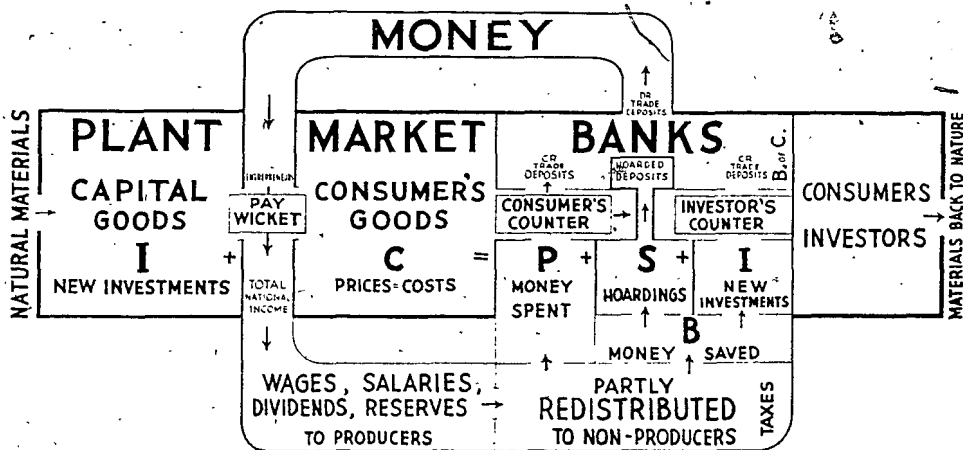 MONEY
NATURAL MATERIALS
PLANT
CAPITAL
GOODS
I
NEW INVESTMENTS
+
ENTREPRENEUR
PAY
WICKET
TOTAL
NATIONAL
INCOME
MARKET
CONSUMER'S
GOODS
C
PRICES=COSTS
=
BANKS
DR
TRADE
DEPOSITS
CR
TRADE
DEPOSITS
HOARDED
DEPOSITS
CR
TRADE
DEPOSITS
B. OF C.
CONSUMER'S
COUNTER
INVESTOR'S
COUNTER
P + S + I
MONEY
SPENT
HOARDINGS
NEW
INVESTMENTS
B
MONEY SAVED
CONSUMERS
INVESTORS
MATERIALS BACK TO NATURE
WAGES, SALARIES,
DIVIDENDS, RESERVES
TO PRODUCERS
PARTLY
REDISTRIBUTED
TO NON-PRODUCERS
TAXES